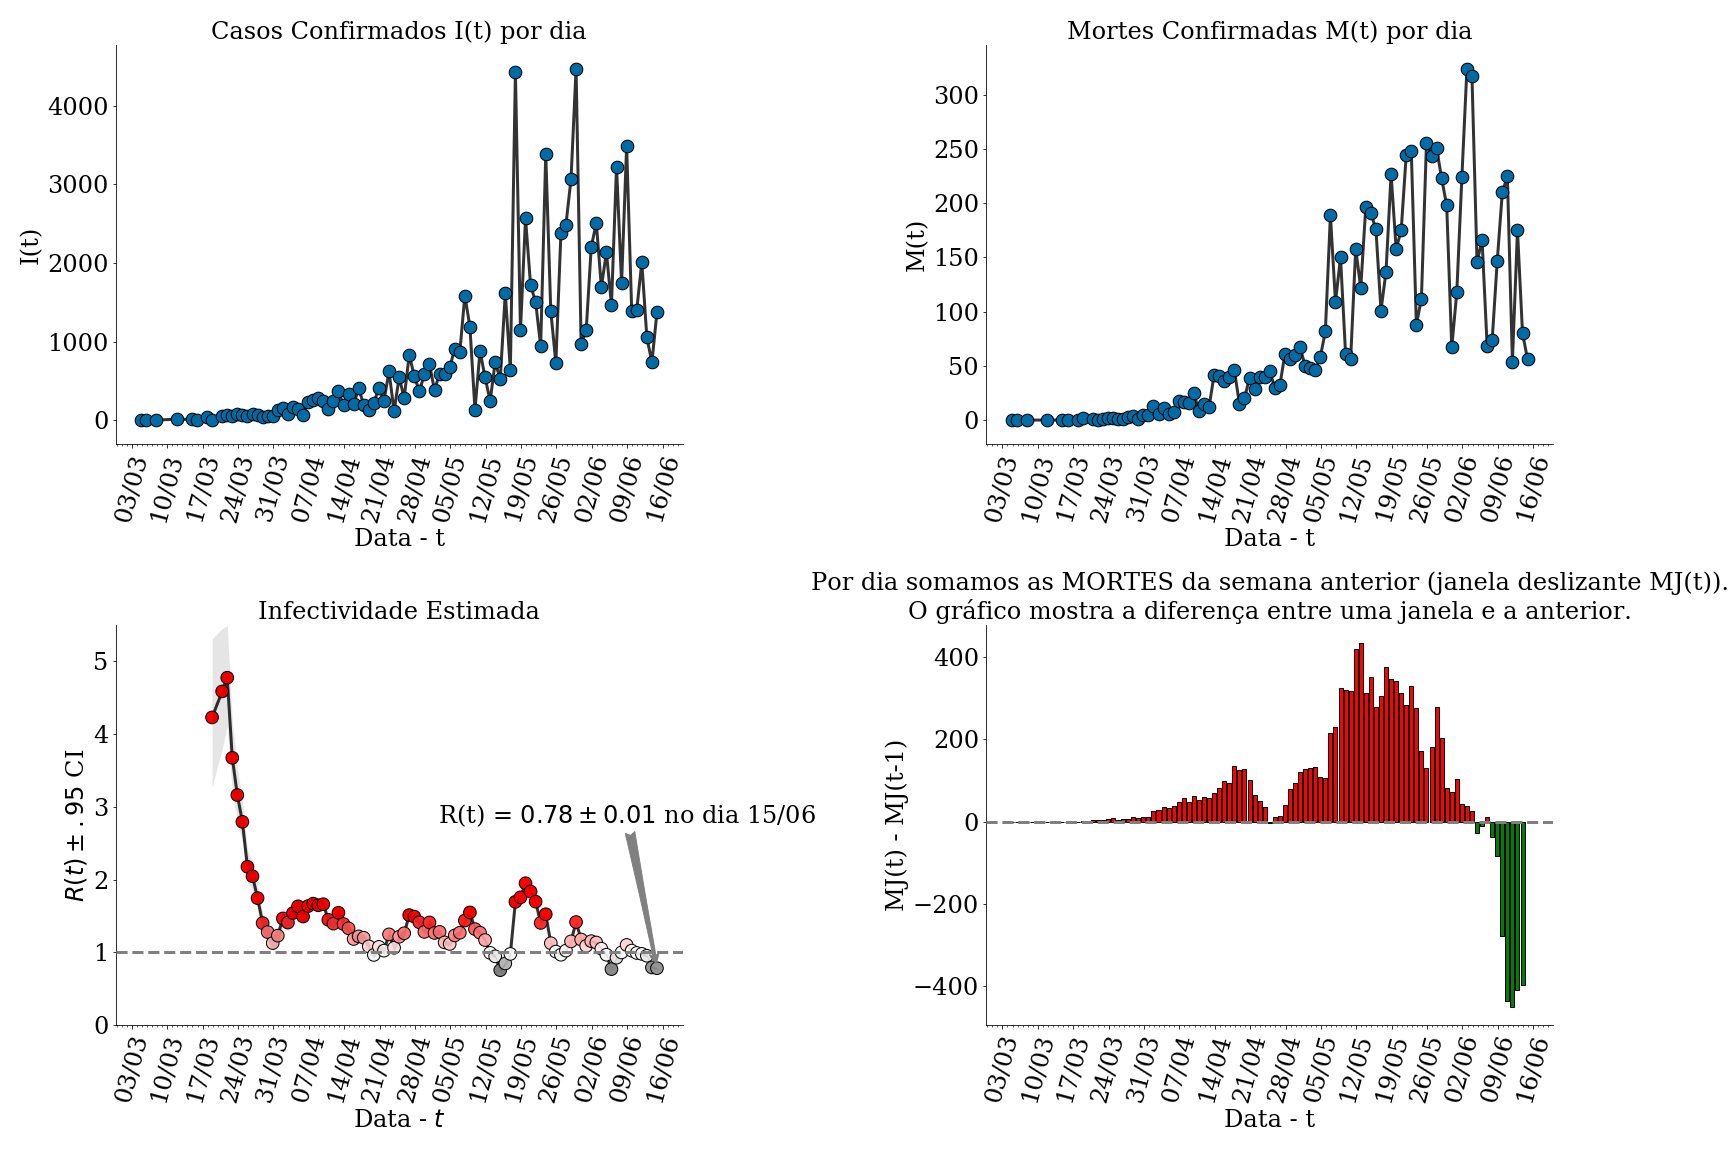 Casos Confirmados I(t) por dia
I(t)
4000
3000
2000
1000
0
03/03 10/03 17/03 24/03 31/03 07/04 14/04 21/04 28/04 05/05 12/05 19/05 26/05 02/06 09/06 16/06
Data - t
Mortes Confirmadas M(t) por dia
M(t)
300
250
200
150
100
50
0
03/03 10/03 17/03 24/03 31/03 07/04 14/04 21/04 28/04 05/05 12/05 19/05 26/05 02/06 09/06 16/06
Data - t
Infectividade Estimada
R(t) ± .95 CI
5
4
3
2
1
0
R(t) = 0.78 ± 0.01 no dia 15/06
03/03 10/03 17/03 24/03 31/03 07/04 14/04 21/04 28/04 05/05 12/05 19/05 26/05 02/06 09/06 16/06
Data - t
Por dia somamos as MORTES da semana anterior (janela deslizante MJ(t)).
O gráfico mostra a diferença entre uma janela e a anterior.
MJ(t) - MJ(t-1)
400
200
0
−200
−400
03/03 10/03 17/03 24/03 31/03 07/04 14/04 21/04 28/04 05/05 12/05 19/05 26/05 02/06 09/06 16/06
Data - t